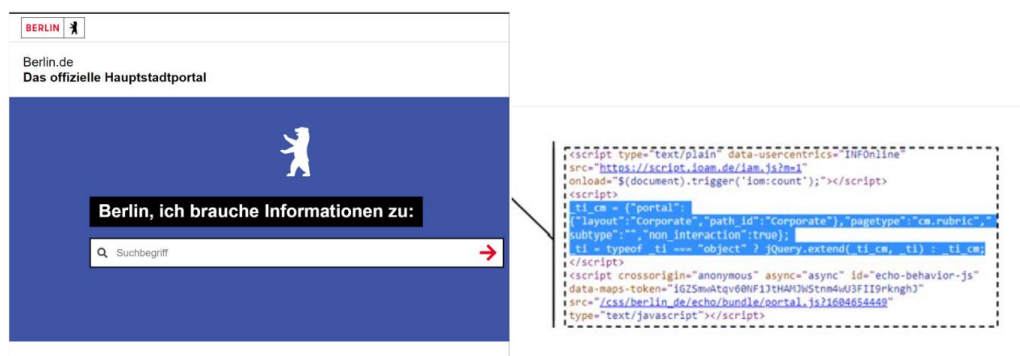 BERLIN
Berlin.de
Das offizielle Hauptstadtportal
Berlin, ich brauche Informationen zu:
Suchbegriff
<script type="text/plain" data-usercentrics="INFOnline"
src="https://script.ioam.de/iam.js?m=1"
onload="$(document).trigger('iom:count');"></script>
<script>
_ti_cm = {"portal":
{"layout":"Corporate","path_id":"Corporate"},"pagetype":"cm.rubric","
subtype":"","non_interaction":true};
_ti = typeof _ti === "object" ? jQuery.extend(_ti_cm, _ti) : _ti_cm;
</script>
<script crossorigin="anonymous" async="async" id="echo-behavior-js"
src="/css/berlin_de/echo/bundle/portal.js?1604654449"
type="text/javascript"></script>